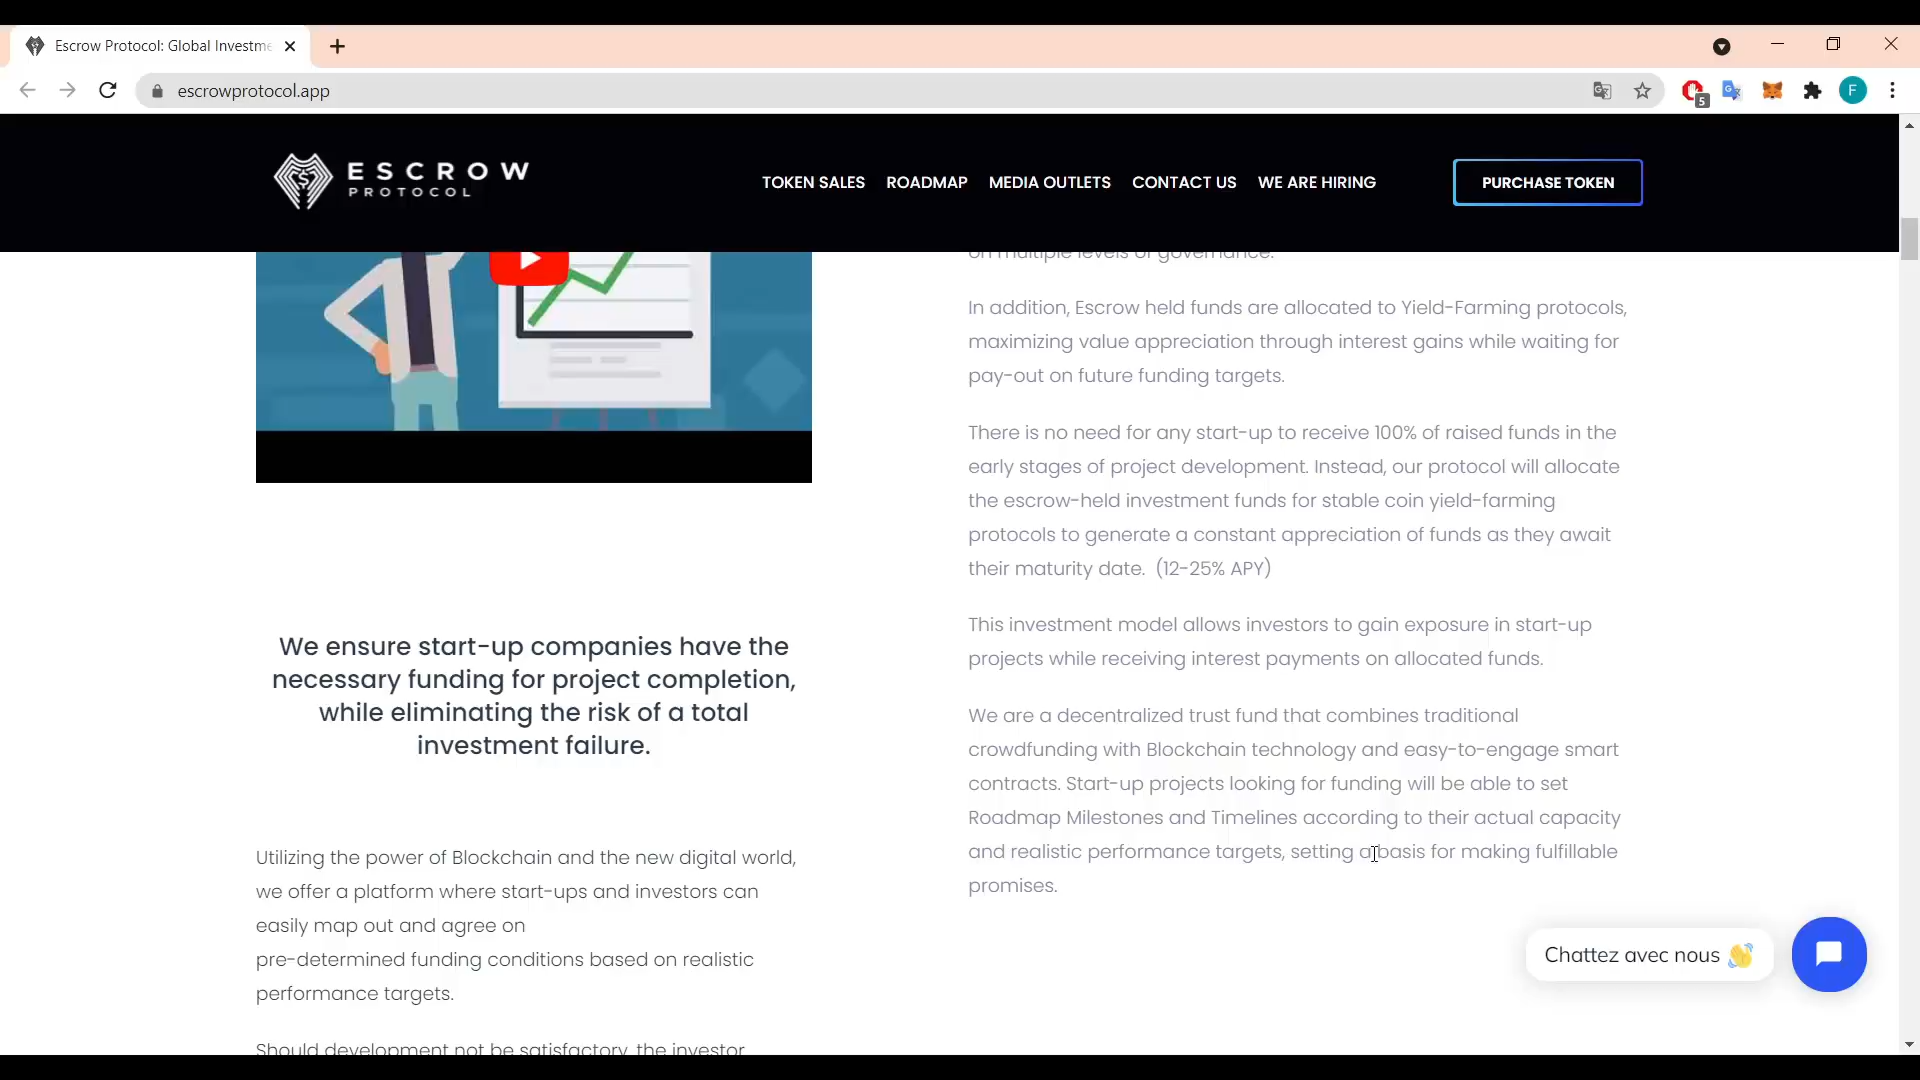 Escrow Protocol: Global Investme
escrowprotocol.app
5
F
ESCROW
PROTOCOL
TOKEN SALES
ROADMAP
MEDIA OUTLETS
CONTACT US
WE ARE HIRING
PURCHASE TOKEN
We ensure start-up companies have the
necessary funding for project completion,
while eliminating the risk of a total
investment failure.
Utilizing the power of Blockchain and the new digital world,
we offer a platform where start-ups and investors can
easily map out and agree on
pre-determined funding conditions based on realistic
performance targets.
Should development not be satisfactory, the investor
on multiple levels of governance.
In addition, Escrow held funds are allocated to Yield-Farming protocols,
maximizing value appreciation through interest gains while waiting for
pay-out on future funding targets.
There is no need for any start-up to receive 100% of raised funds in the
early stages of project development. Instead, our protocol will allocate
the escrow-held investment funds for stable coin yield-farming
protocols to generate a constant appreciation of funds as they await
their maturity date.  (12-25% APY)
This investment model allows investors to gain exposure in start-up
projects while receiving interest payments on allocated funds.
We are a decentralized trust fund that combines traditional
crowdfunding with Blockchain technology and easy-to-engage smart
contracts. Start-up projects looking for funding will be able to set
Roadmap Milestones and Timelines according to their actual capacity
and realistic performance targets, setting a basis for making fulfillable
promises.
Chattez avec nous 👋